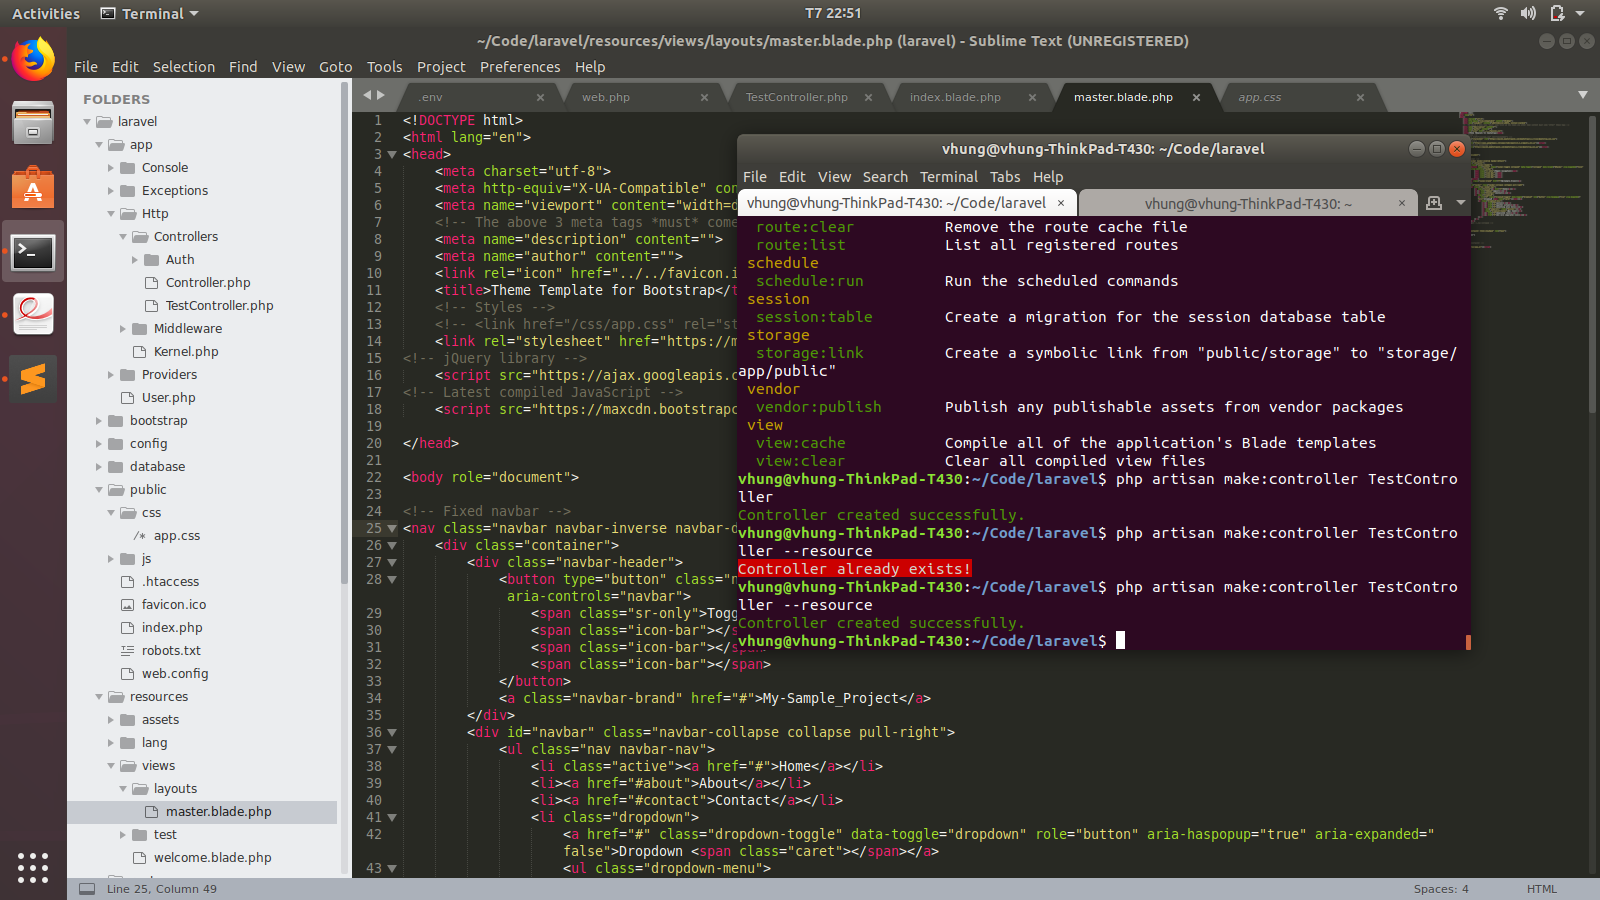 Activities
Terminal
T7 22:51
~/Code/laravel/resources/views/layouts/master.blade.php (laravel) - Sublime Text (UNREGISTERED)
File Edit Selection Find View Goto Tools Project Preferences Help
FOLDERS
laravel
app
Console
Exceptions
Http
Controllers
Auth
Controller.php
TestController.php
Middleware
Kernel.php
Providers
User.php
bootstrap
config
database
public
css
/* app.css
js
.htaccess
favicon.ico
index.php
robots.txt
web.config
resources
assets
lang
views
layouts
master.blade.php
test
welcome.blade.php
.env × web.php × TestController.php × index.blade.php × master.blade.php × app.css ×
1 <!DOCTYPE html>
2 <html lang="en">
3 <head>
4 <meta charset="utf-8">
5 <meta http-equiv="X-UA-Compatible" con
6 <meta name="viewport" content="width=d
7 <!-- The above 3 meta tags *must* come
8 <meta name="description" content="">
9 <meta name="author" content="">
10 <link rel="icon" href="../../favicon.i
11 <title>Theme Template for Bootstrap</t
12 <!-- Styles -->
13 <!-- <link href="/css/app.css" rel="st
14 <link rel="stylesheet" href="https://m
15 <!-- jQuery library -->
16 <script src="https://ajax.googleapis.c
17 <!-- Latest compiled JavaScript -->
18 <script src="https://maxcdn.bootstrapc
19
20 </head>
21
22 <body role="document">
23
24 <!-- Fixed navbar -->
25 <nav class="navbar navbar-inverse navbar-
26 <div class="container">
27 <div class="navbar-header">
28 <button type="button" class="n
aria-controls="navbar">
29 <span class="sr-only">Togg
30 <span class="icon-bar"></s
31 <span class="icon-bar"></span>
32 <span class="icon-bar"></span>
33 </button>
34 <a class="navbar-brand" href="#">My-Sample_Project</a>
35 </div>
36 <div id="navbar" class="navbar-collapse collapse pull-right">
37 <ul class="nav navbar-nav">
38 <li class="active"><a href="#">Home</a></li>
39 <li><a href="#about">About</a></li>
40 <li><a href="#contact">Contact</a></li>
41 <li class="dropdown">
42 <a href="#" class="dropdown-toggle" data-toggle="dropdown" role="button" aria-haspopup="true" aria-expanded="
false">Dropdown <span class="caret"></span></a>
43 <ul class="dropdown-menu">
vhung@vhung-ThinkPad-T430: ~/Code/laravel
File Edit View Search Terminal Tabs Help
vhung@vhung-ThinkPad-T430: ~/Code/laravel × vhung@vhung-ThinkPad-T430: ~ ×
route:clear Remove the route cache file
route:list List all registered routes
schedule
schedule:run Run the scheduled commands
session
session:table Create a migration for the session database table
storage
storage:link Create a symbolic link from "public/storage" to "storage/
app/public"
vendor
vendor:publish Publish any publishable assets from vendor packages
view
view:cache Compile all of the application's Blade templates
view:clear Clear all compiled view files
vhung@vhung-ThinkPad-T430:~/Code/laravel$ php artisan make:controller TestContro
ller
Controller created successfully.
vhung@vhung-ThinkPad-T430:~/Code/laravel$ php artisan make:controller TestContro
ller --resource
Controller already exists!
vhung@vhung-ThinkPad-T430:~/Code/laravel$ php artisan make:controller TestContro
ller --resource
Controller created successfully.
vhung@vhung-ThinkPad-T430:~/Code/laravel$
Line 25, Column 49
Spaces: 4
HTML